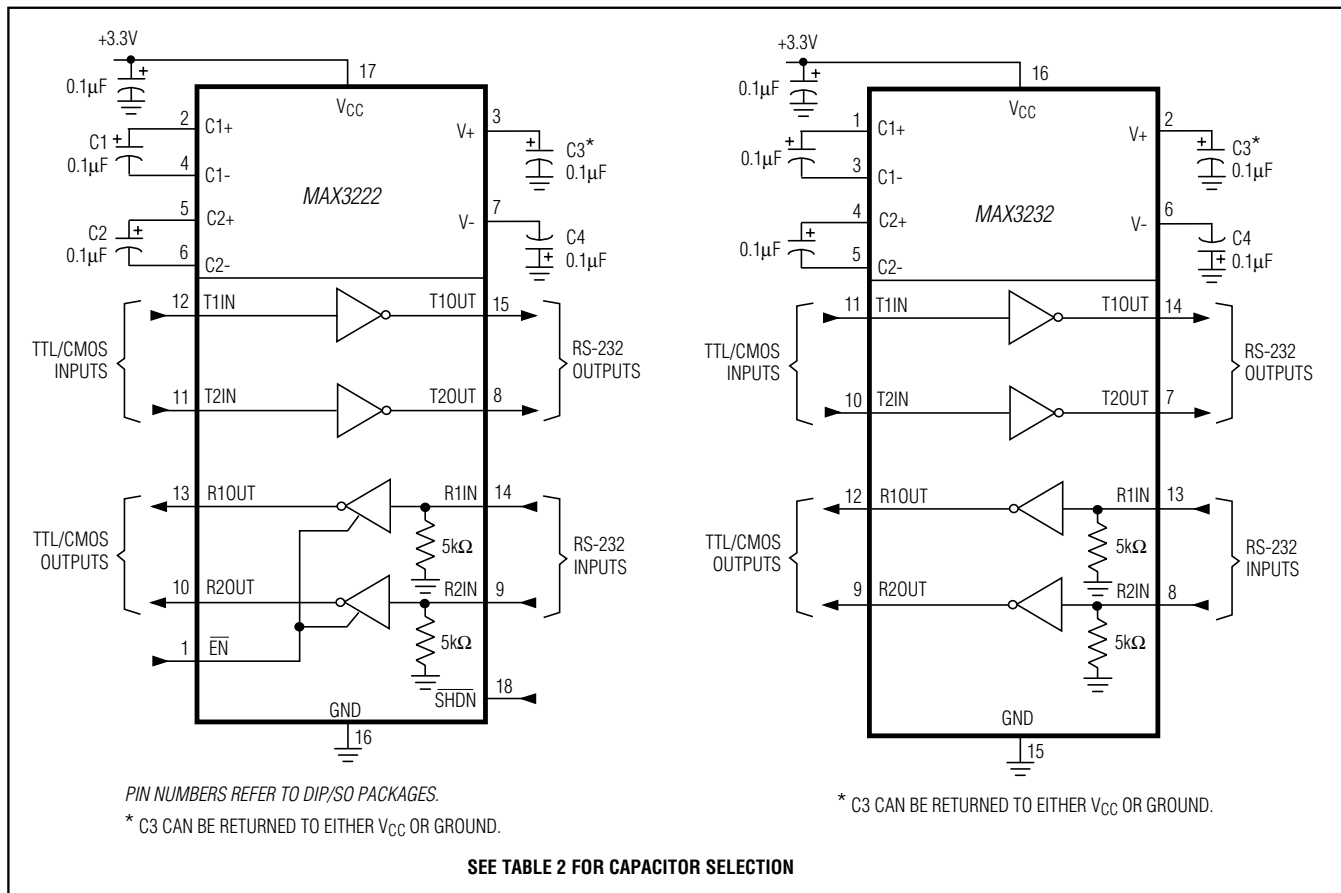 +3.3V
17
0.1μF
+
VCC
2
C1+
C1
+
0.1μF
4
C1-
3
V+
+
C3*
0.1μF
MAX3222
5
C2+
C2
+
0.1μF
6
C2-
7
V-
C4
+
0.1μF
12
T1IN
T1OUT
15
TTL/CMOS
INPUTS
RS-232
OUTPUTS
11
T2IN
T2OUT
8
13
R1OUT
R1IN
14
5kΩ
TTL/CMOS
OUTPUTS
RS-232
INPUTS
10
R2OUT
R2IN
9
5kΩ
1
EN
SHDN
18
GND
16
PIN NUMBERS REFER TO DIP/SO PACKAGES.
* C3 CAN BE RETURNED TO EITHER VCC OR GROUND.
+3.3V
16
0.1μF
+
VCC
1
C1+
+
0.1μF
3
C1-
2
V+
+
C3*
0.1μF
MAX3232
4
C2+
+
0.1μF
5
C2-
6
V-
C4
+
0.1μF
11
T1IN
T1OUT
14
TTL/CMOS
INPUTS
RS-232
OUTPUTS
10
T2IN
T2OUT
7
12
R1OUT
R1IN
13
5kΩ
TTL/CMOS
OUTPUTS
RS-232
INPUTS
9
R2OUT
R2IN
8
5kΩ
GND
15
* C3 CAN BE RETURNED TO EITHER VCC OR GROUND.
SEE TABLE 2 FOR CAPACITOR SELECTION